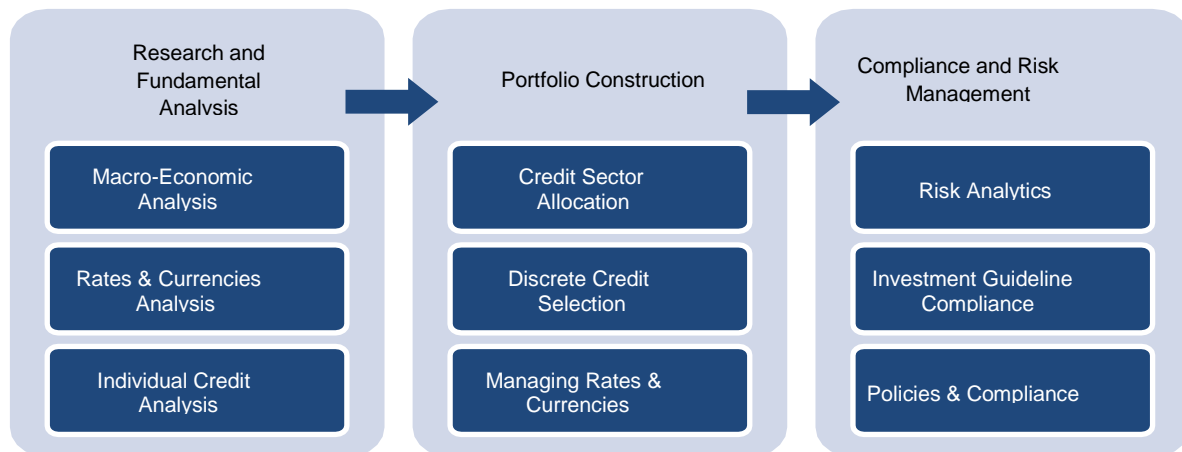 Research and
Fundamental
Analysis
Macro-Economic
Analysis
Rates & Currencies
Analysis
Individual Credit
Analysis
Portfolio Construction
Credit Sector
Allocation
Discrete Credit
Selection
Managing Rates &
Currencies
Compliance and Risk
Management
Risk Analytics
Investment Guideline
Compliance
Policies & Compliance